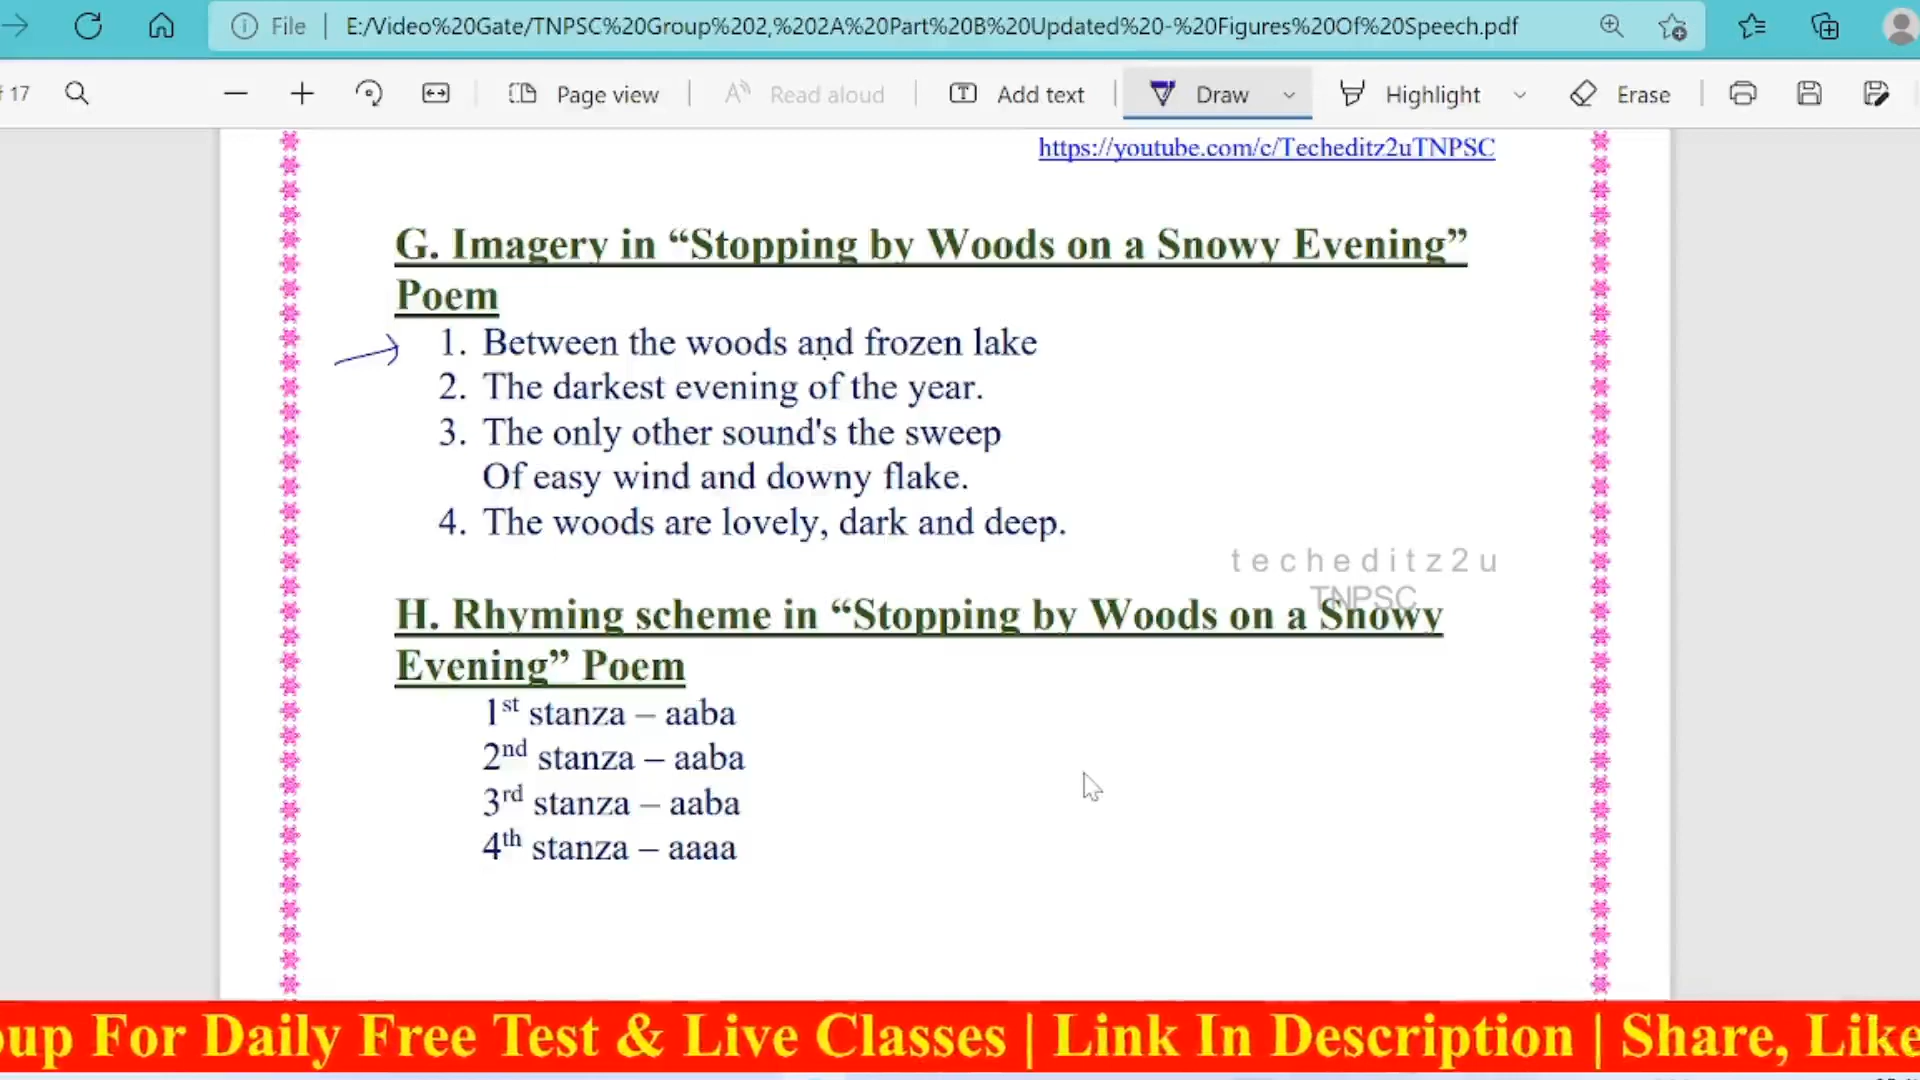 File | E:/Video%20Gate/TNPSC%20Group%202,%202A%20Part%20B%20Updated%20-%20Figures%20Of%20Speech.pdf
17 Page view Read aloud Add text Draw Highlight Erase
https://youtube.com/c/Techeditz2uTNPSC
G. Imagery in “Stopping by Woods on a Snowy Evening”
Poem
1. Between the woods and frozen lake
2. The darkest evening of the year.
3. The only other sound's the sweep
Of easy wind and downy flake.
4. The woods are lovely, dark and deep.
techeditz2u
TNPSC
H. Rhyming scheme in “Stopping by Woods on a Snowy
Evening” Poem
1st stanza – aaba
2nd stanza – aaba
3rd stanza – aaba
4th stanza – aaaa
oup For Daily Free Test & Live Classes | Link In Description | Share, Like